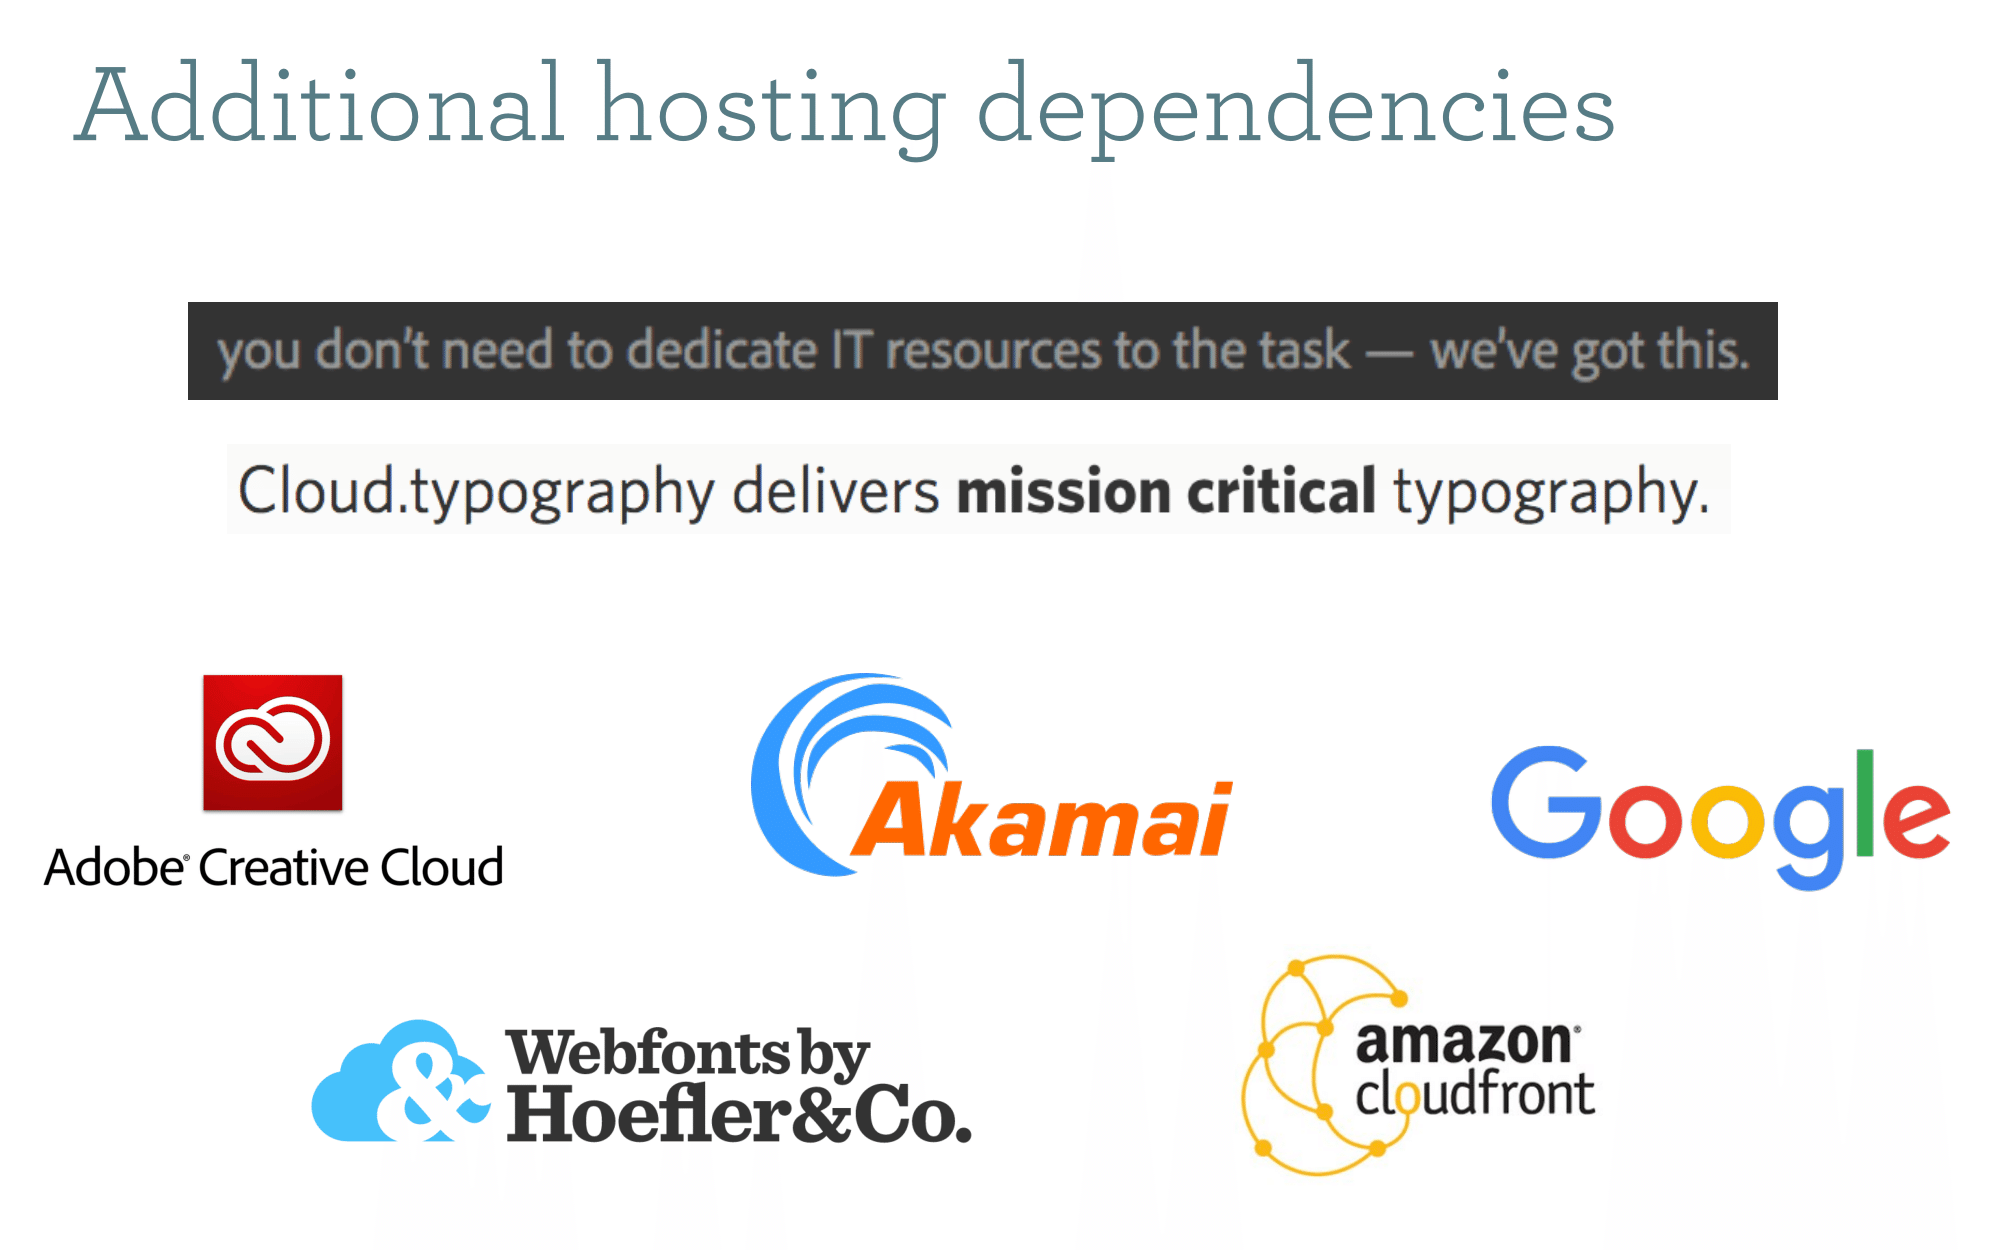 Additional hosting dependencies
you don't need to dedicate IT resources to the task — we've got this.
Cloud.typography delivers mission critical typography.
Adobe® Creative Cloud
Akamai
Google
& Webfonts by
Hoefler&Co.
amazon®
cloudfront